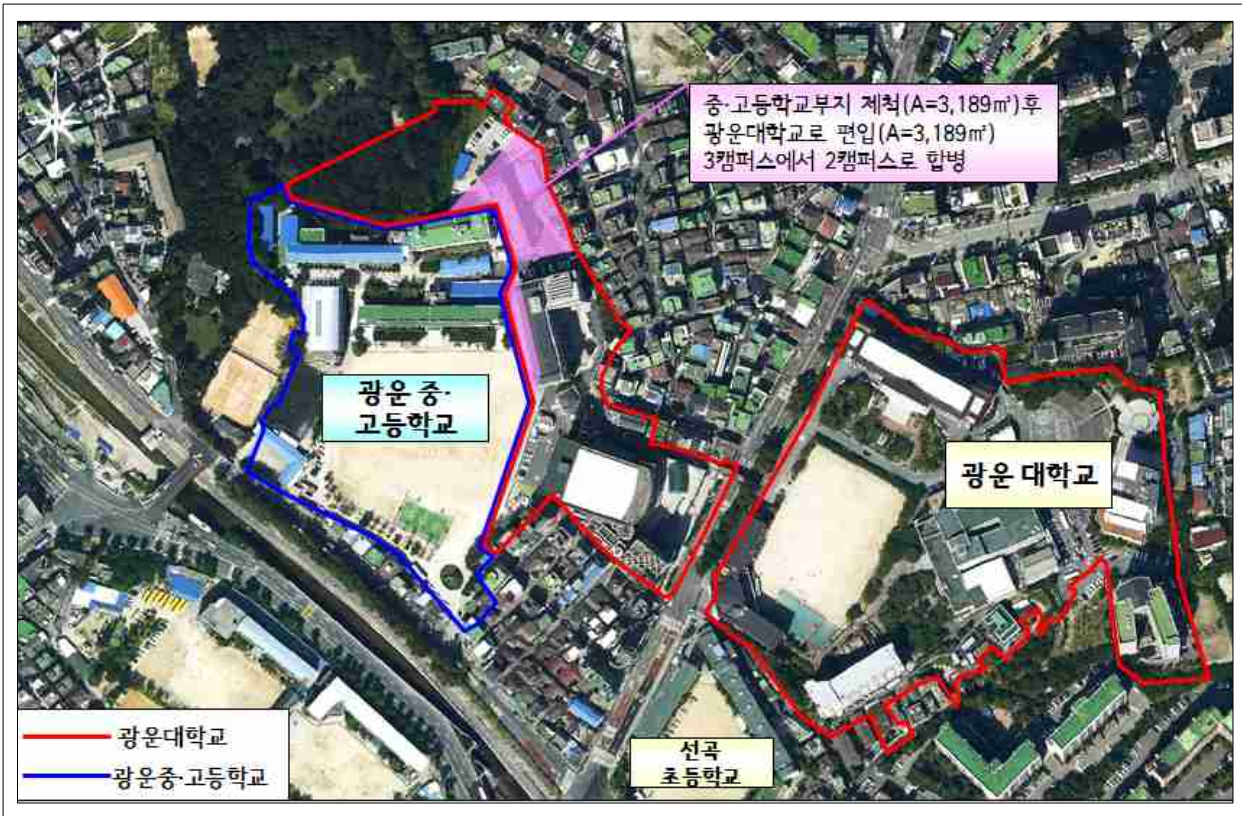 중·고등학교부지 제척(A=3,189㎡)후
광운대학교로 편입(A=3,189㎡)
3캠퍼스에서 2캠퍼스로 합병
광운 중·
고등학교
광운 대학교
선곡
초등학교
광운대학교
광운중·고등학교